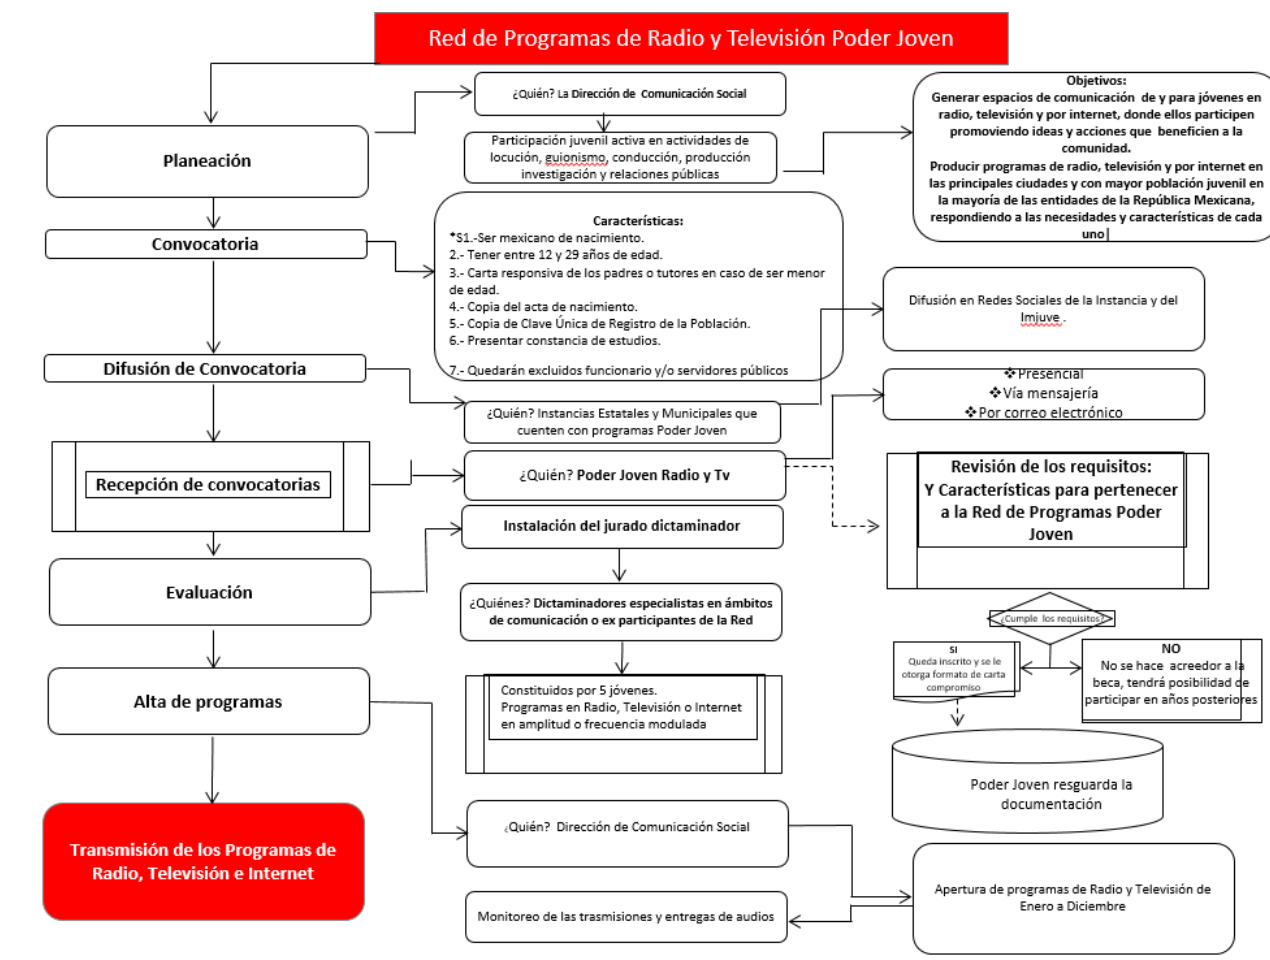 Red de Programas de Radio y Televisión Poder Joven
Planeación
¿Quién? La Dirección de Comunicación Social
Participación juvenil activa en actividades de
locución, guionismo, conducción, producción
investigación y relaciones públicas
Objetivos:
Generar espacios de comunicación de y para jóvenes en
radio, televisión y por internet, donde ellos participen
promoviendo ideas y acciones que beneficien a la
comunidad.
Producir programas de radio, televisión y por internet en
las principales ciudades y con mayor población juvenil en
la mayoría de las entidades de la República Mexicana,
respondiendo a las necesidades y características de cada
uno
Convocatoria
Características:
*S1.-Ser mexicano de nacimiento.
2.- Tener entre 12 y 29 años de edad.
3.- Carta responsiva de los padres o tutores en caso de ser menor
de edad.
4.- Copia del acta de nacimiento.
5.- Copia de Clave Única de Registro de la Población.
6.- Presentar constancia de estudios.
7.- Quedarán excluidos funcionario y/o servidores públicos
Difusión de Convocatoria
¿Quién? Instancias Estatales y Municipales que
cuenten con programas Poder Joven
Difusión en Redes Sociales de la Instancia y del
Imjuve .
Recepción de convocatorias
¿Quién? Poder Joven Radio y Tv
❖Presencial
❖Vía mensajería
❖Por correo electrónico
Revisión de los requisitos:
Y Características para pertenecer
a la Red de Programas Poder
Joven
¿Cumple los requisitos?
SI
Queda inscrito y se le
otorga formato de carta
compromiso
NO
No se hace acreedor a la
beca, tendrá posibilidad de
participar en años posteriores
Poder Joven resguarda la
documentación
Evaluación
Instalación del jurado dictaminador
¿Quiénes? Dictaminadores especialistas en ámbitos
de comunicación o ex participantes de la Red
Constituidos por 5 jóvenes.
Programas en Radio, Televisión o Internet
en amplitud o frecuencia modulada
Alta de programas
¿Quién? Dirección de Comunicación Social
Apertura de programas de Radio y Televisión de
Enero a Diciembre
Monitoreo de las trasmisiones y entregas de audios
Transmisión de los Programas de
Radio, Televisión e Internet